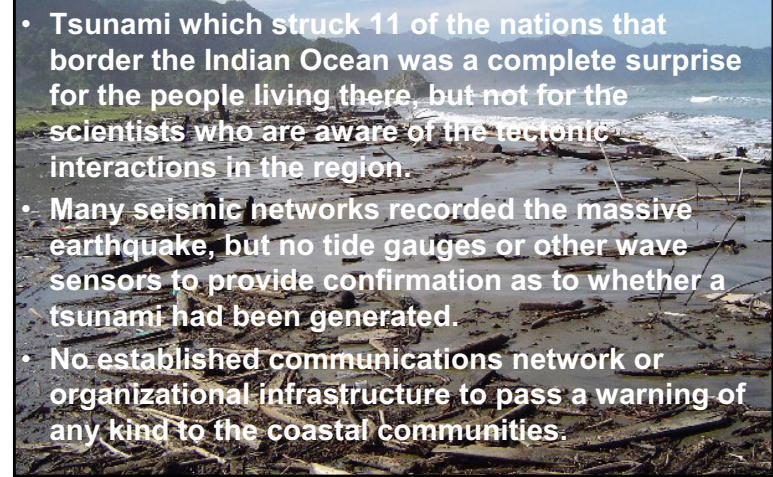 • Tsunami which struck 11 of the nations that
border the Indian Ocean was a complete surprise
for the people living there, but not for the
scientists who are aware of the tectonic
interactions in the region.
• Many seismic networks recorded the massive
earthquake, but no tide gauges or other wave
sensors to provide confirmation as to whether a
tsunami had been generated.
• No established communications network or
organizational infrastructure to pass a warning of
any kind to the coastal communities.